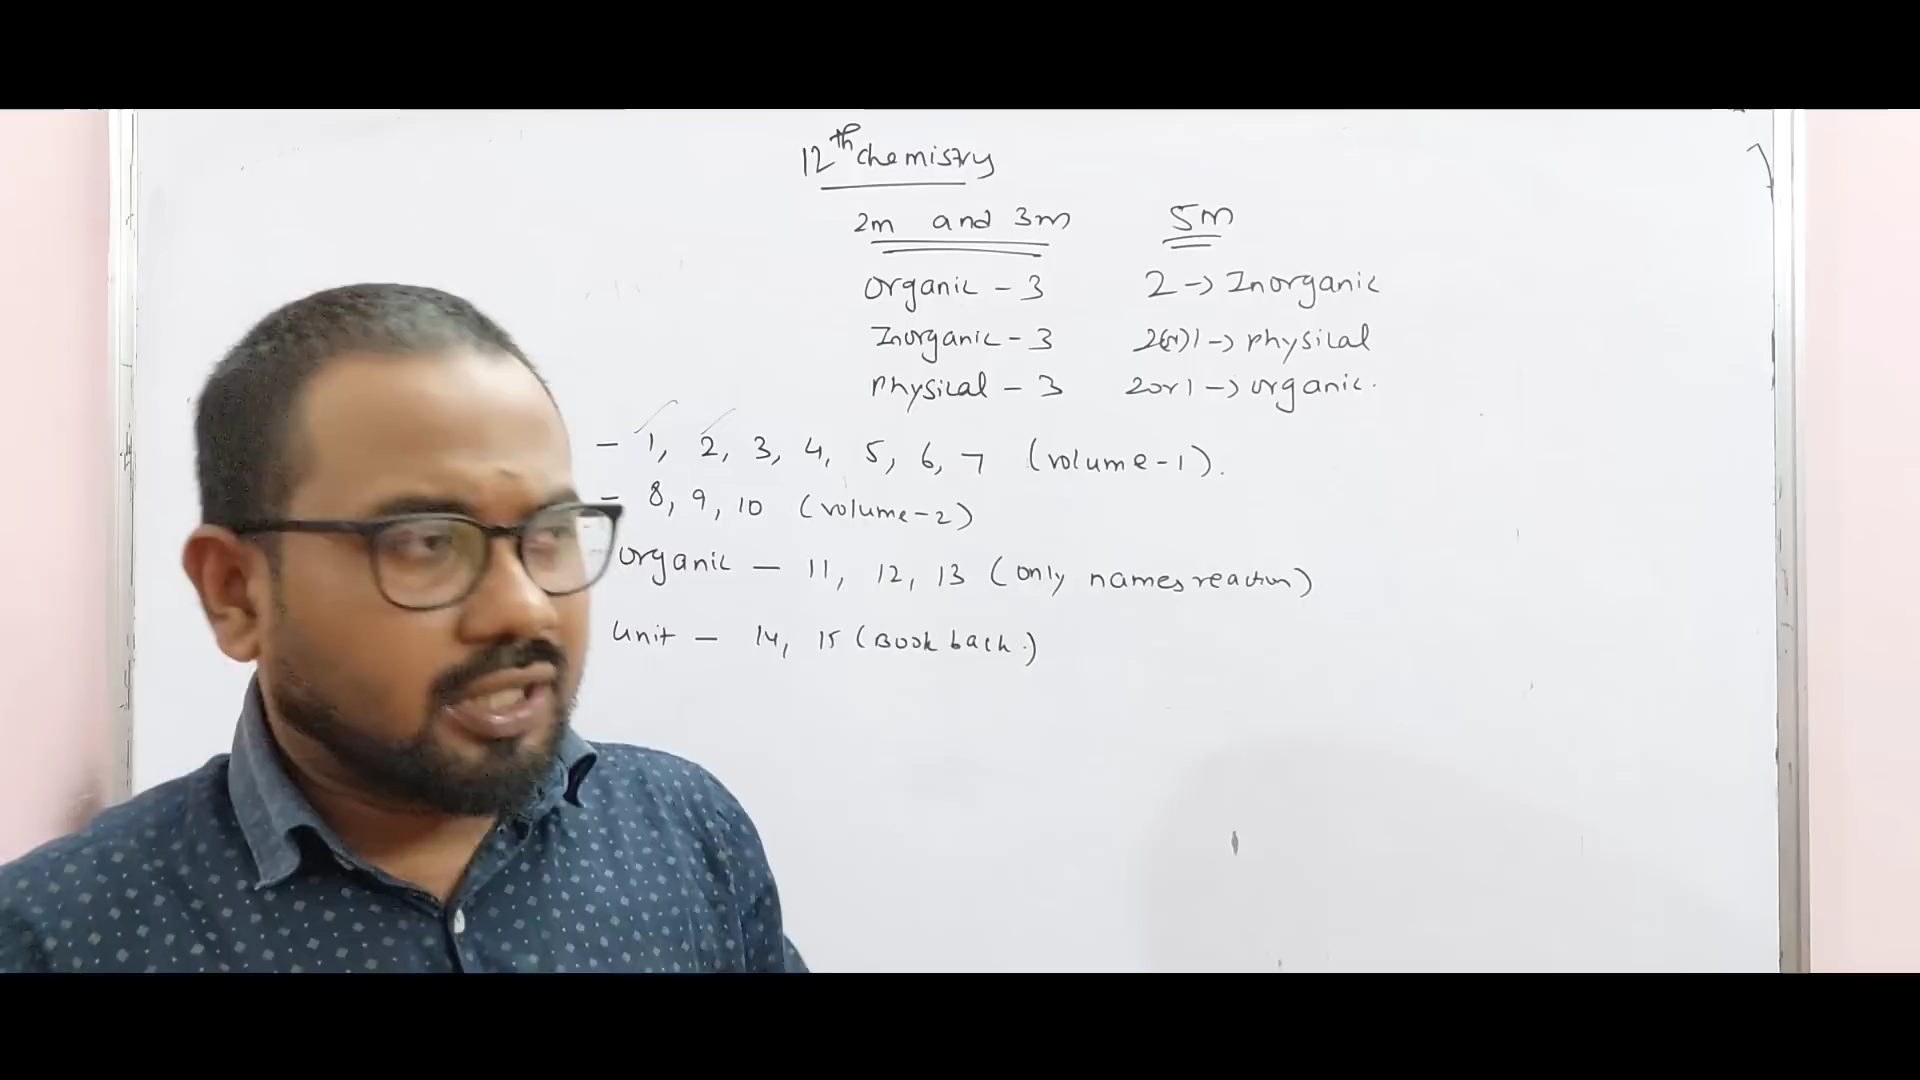 12th chemistry
2m and 3m 5m
organic - 3 2 -> Inorganic
Inorganic - 3 2(or)1 -> physical
physical - 3 2or1 -> organic.
- 1, 2, 3, 4, 5, 6, 7 (volume-1).
- 8, 9, 10 (volume-2)
organic - 11, 12, 13 (only names reaction)
unit - 14, 15 (Book back.)